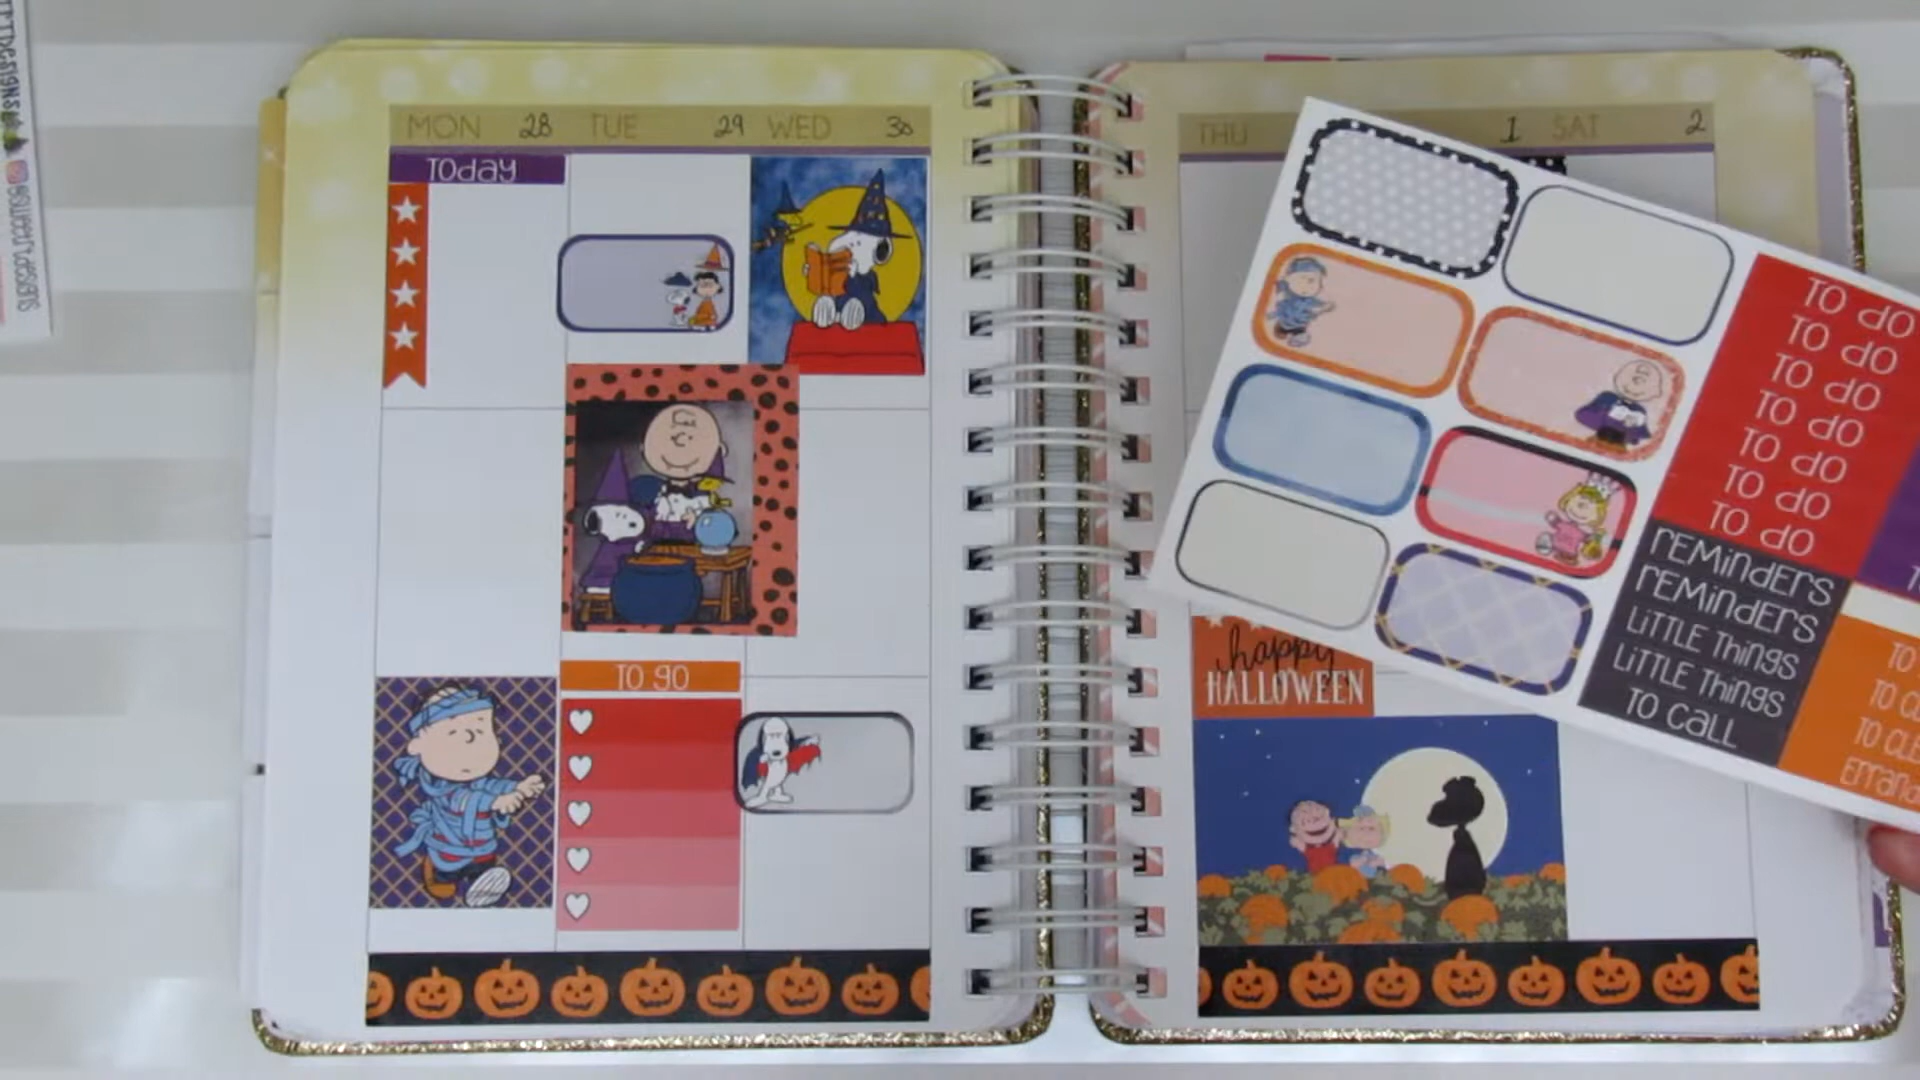 MON 28 TUE 29 WED 30
THU 1 SAT 2
TODAY
TO GO
happy
HALLOWEEN
TO DO
TO DO
TO DO
TO DO
TO DO
TO DO
TO DO
REMINDERS
REMINDERS
LITTLE THINGS
LITTLE THINGS
TO CALL